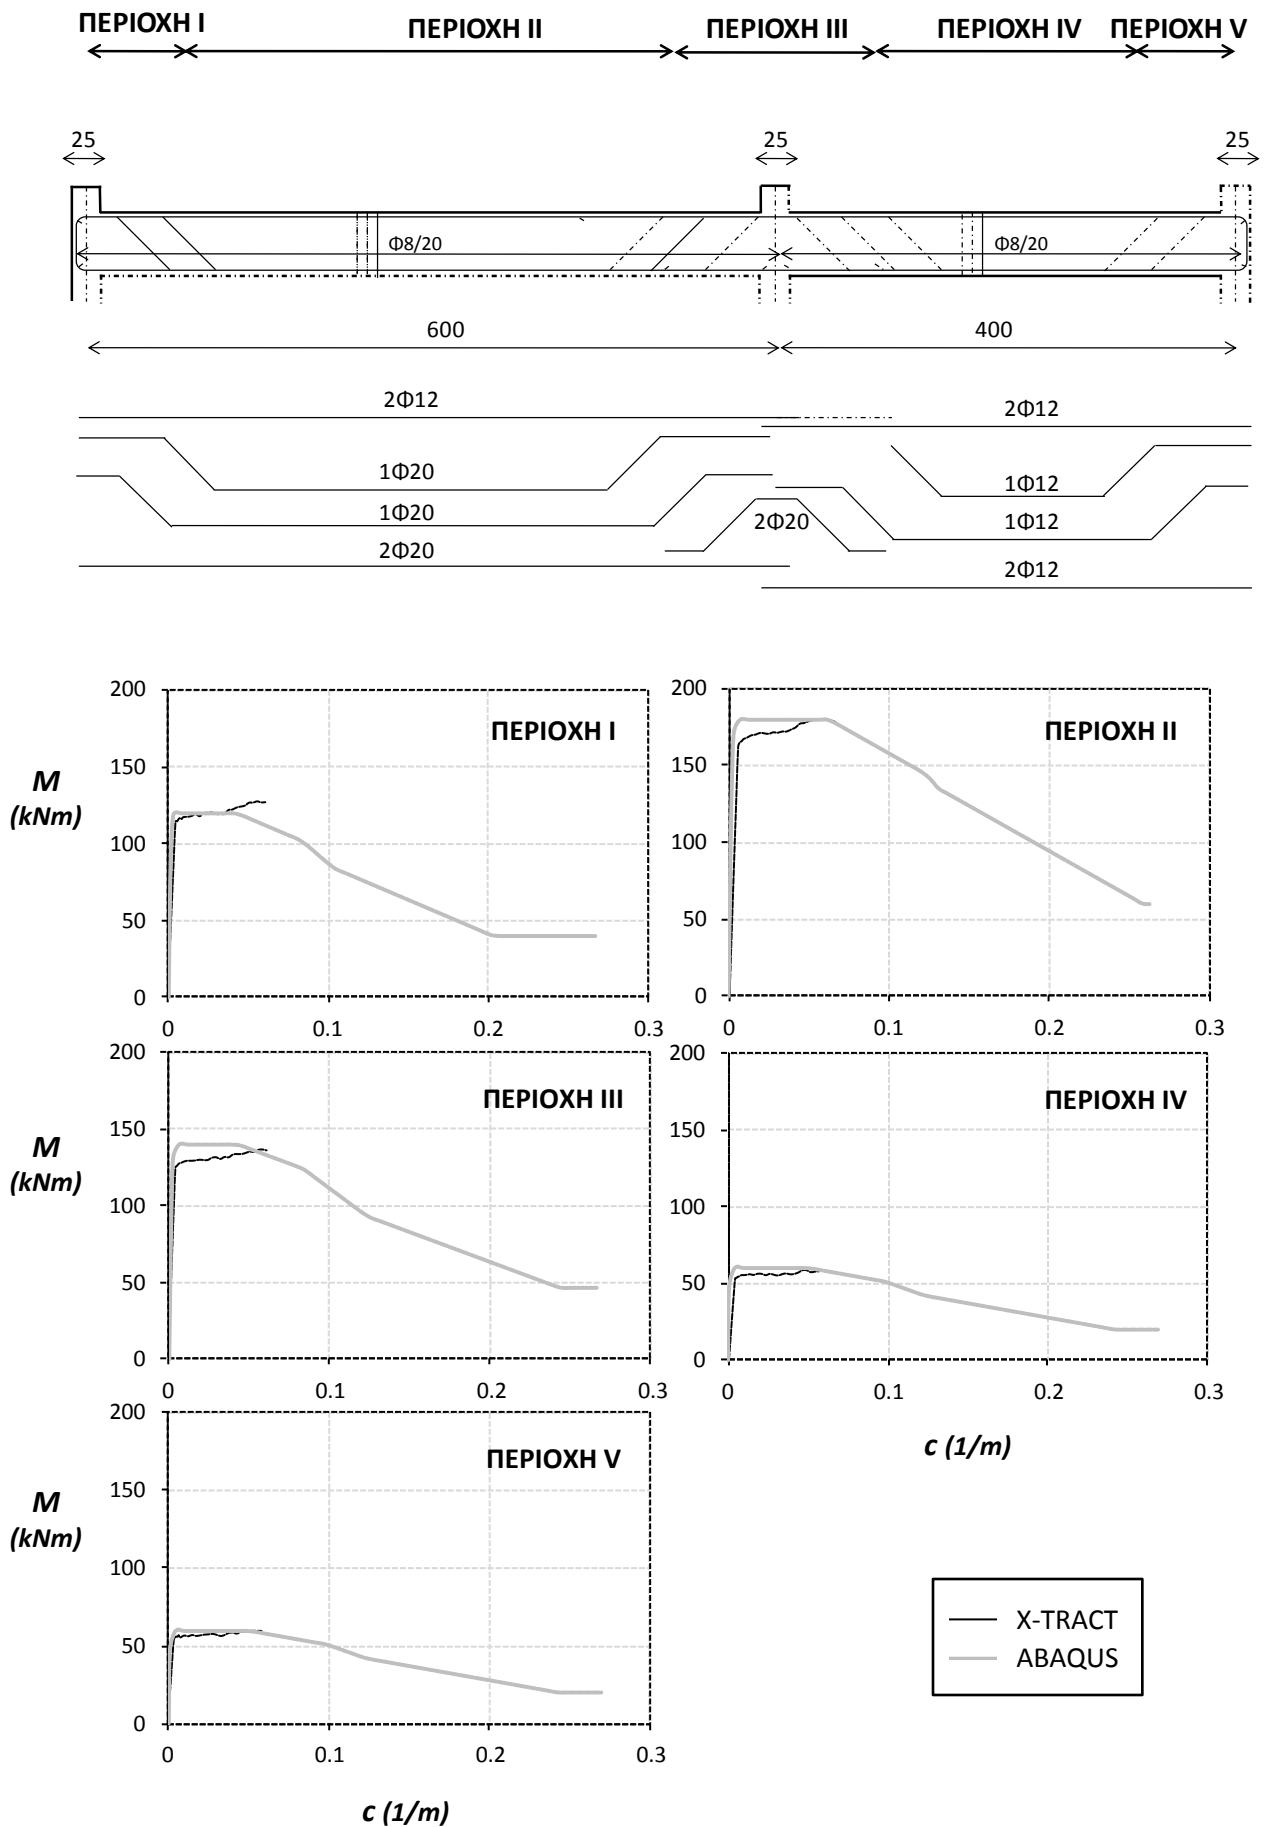 ΠΕΡΙΟΧΗ I ΠΕΡΙΟΧΗ II ΠΕΡΙΟΧΗ III ΠΕΡΙΟΧΗ IV ΠΕΡΙΟΧΗ V
25 25 25
Φ8/20 Φ8/20
600 400
2Φ12 2Φ12
1Φ20 1Φ12
1Φ20 2Φ20 1Φ12
2Φ20 2Φ12
ΠΕΡΙΟΧΗ I
M
(kNm)
200
150
100
50
0
0 0.1 0.2 0.3
ΠΕΡΙΟΧΗ II
200
150
100
50
0
0 0.1 0.2 0.3
ΠΕΡΙΟΧΗ III
M
(kNm)
200
150
100
50
0
0 0.1 0.2 0.3
ΠΕΡΙΟΧΗ IV
200
150
100
50
0
0 0.1 0.2 0.3
c (1/m)
ΠΕΡΙΟΧΗ V
M
(kNm)
200
150
100
50
0
0 0.1 0.2 0.3
c (1/m)
X-TRACT
ABAQUS